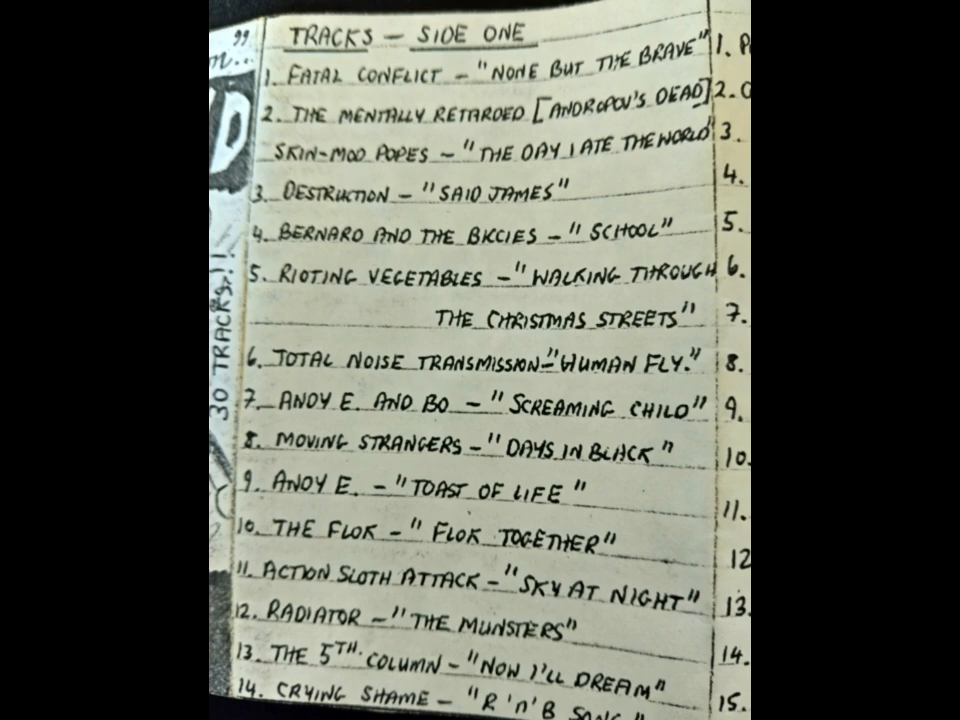 TRACKS - SIDE ONE
1. FATAL CONFLICT - "NONE BUT THE BRAVE"
2. THE MENTALLY RETARDED [ANDROPOV'S DEAD]
SKIN-MOD POPES - "THE DAY I ATE THE WORLD"
3. DESTRUCTION - "SAID JAMES"
4. BERNARD AND THE BICCIES - "SCHOOL"
5. RIOTING VEGETABLES - "WALKING THROUGH
THE CHRISTMAS STREETS"
6. TOTAL NOISE TRANSMISSION - "HUMAN FLY."
7. ANDY E. AND BO - "SCREAMING CHILD"
8. MOVING STRANGERS - "DAYS IN BLACK"
9. ANDY E. - "TOAST OF LIFE"
10. THE FLOK - "FLOK TOGETHER"
11. ACTION SLOTH ATTACK - "SKY AT NIGHT"
12. RADIATOR - "THE MUNSTERS"
13. THE 5TH. COLUMN - "NOW I'LL DREAM"
14. CRYING SHAME - "R'n'B SONG"
30 TRACKS!!
1. P
2. O
3.
4.
5.
6.
7.
8.
9.
10.
11.
12
13.
14.
15.